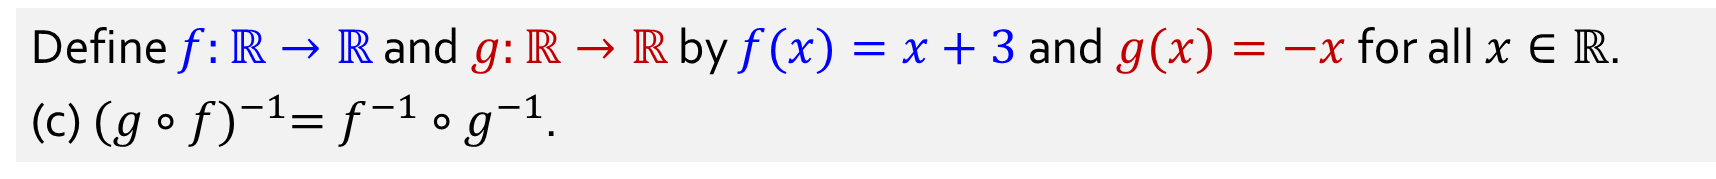 Define f: ℝ → ℝ and g: ℝ → ℝ by f(x) = x + 3 and g(x) = −x for all x ∈ ℝ.
(c) (g ∘ f)⁻¹= f⁻¹ ∘ g⁻¹.